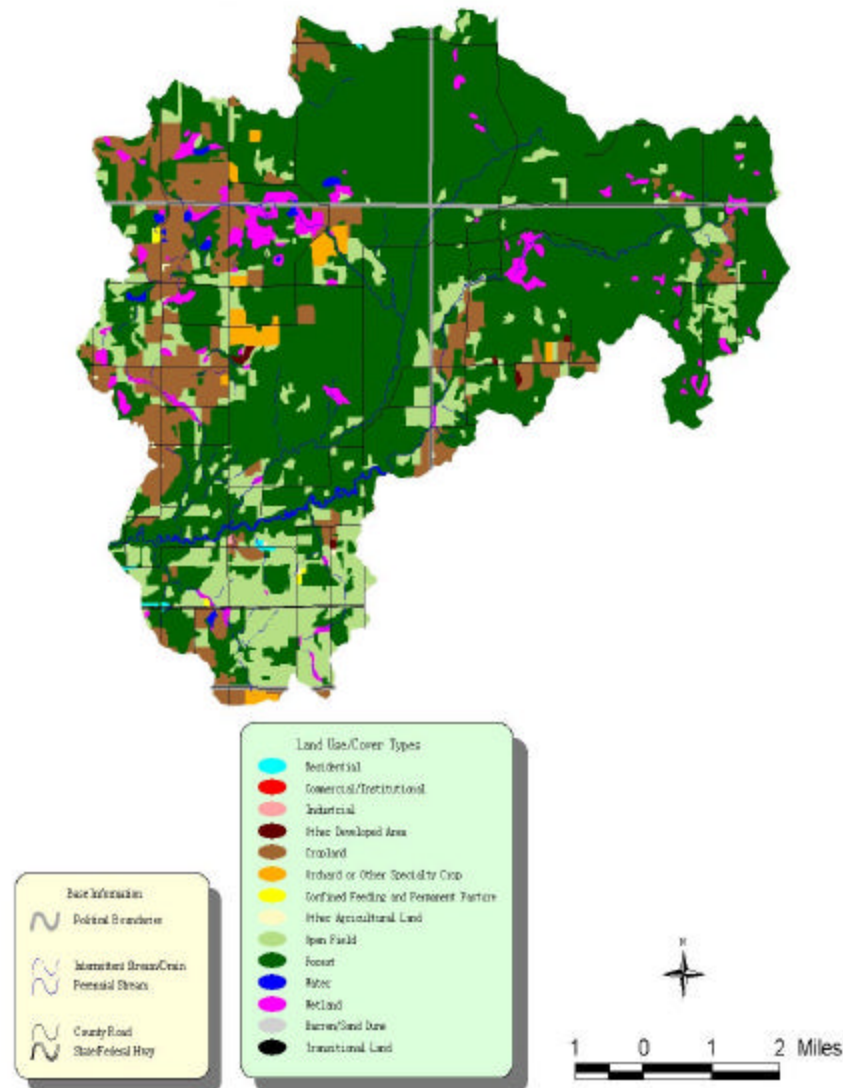 Land Use/Cover Types
Residential
Commercial/Institutional
Industrial
Other Developed Area
Cropland
Orchard or Other Specialty Crop
Confined Feeding and Permanent Pasture
Other Agricultural Land
Open Field
Forest
Water
Wetland
Barren/Sand Dune
Transitional Land
Base Information
Political Boundaries
Intermittent Stream/Drain
Perennial Stream
County Road
State/Federal Hwy
N
1 0 1 2 Miles